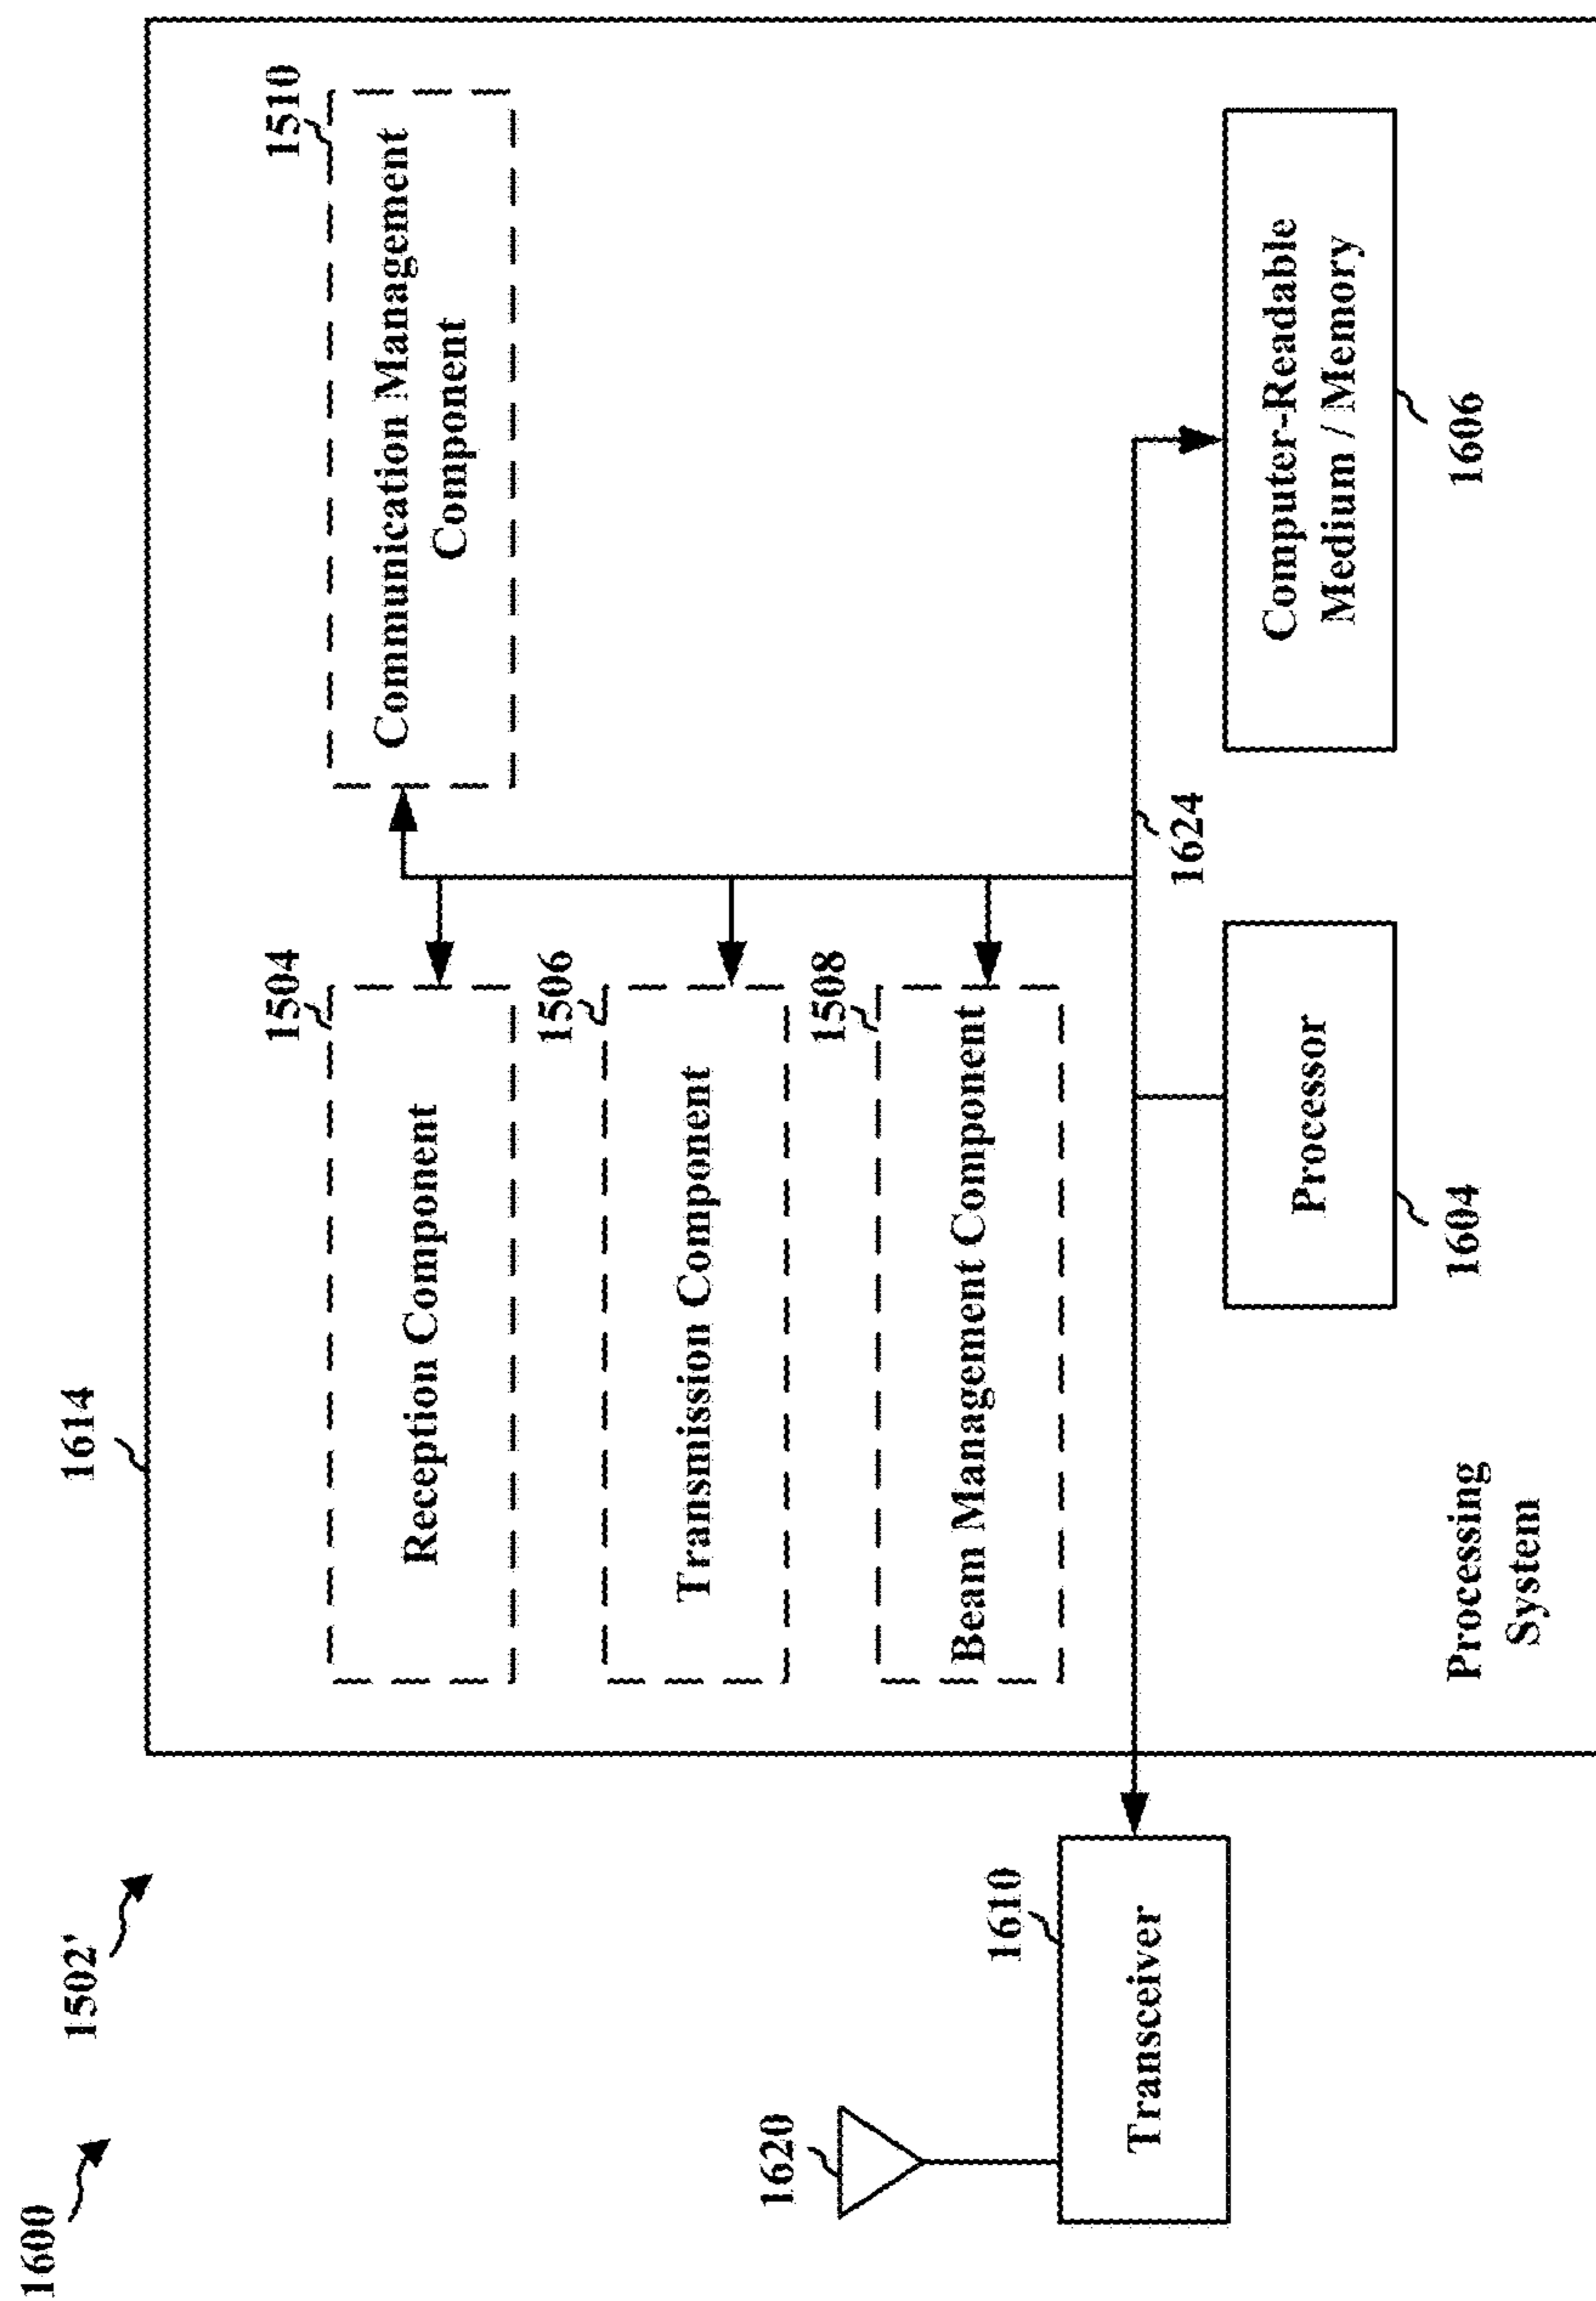 1600
1502'
1614
1504
Reception Component
1510
Communication Management
Component
1506
Transmission Component
1508
Beam Management Component
1620
1610
Transceiver
1624
Processor
1604
Computer-Readable
Medium / Memory
1606
Processing
System